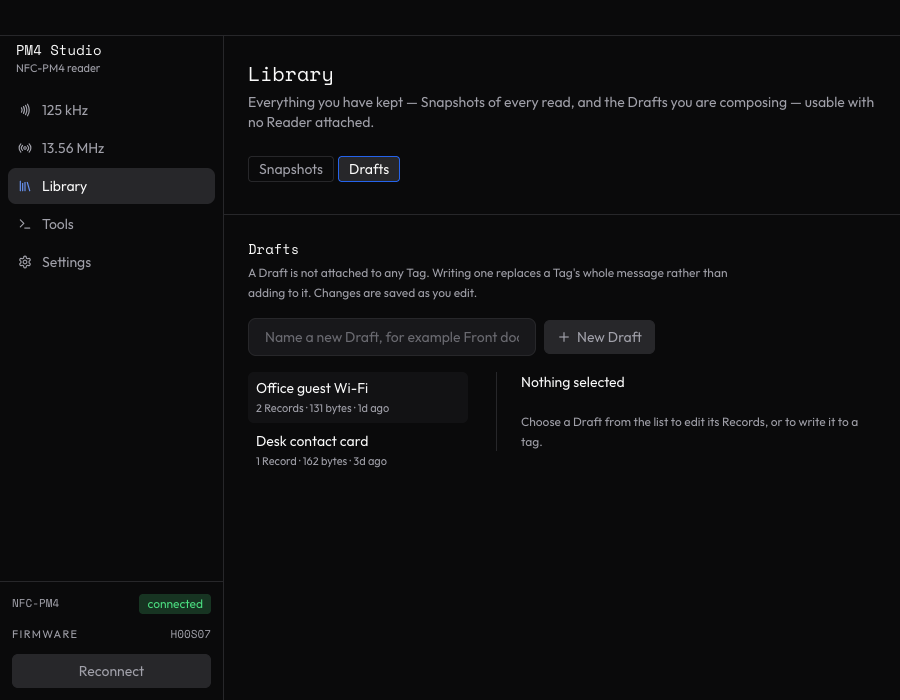 PM4 Studio
NFC-PM4 reader
125 kHz
13.56 MHz
Library
Tools
Settings
NFC-PM4
connected
FIRMWARE
H00S07
Reconnect
Library
Everything you have kept — Snapshots of every read, and the Drafts you are composing — usable with
no Reader attached.
Snapshots
Drafts
Drafts
A Draft is not attached to any Tag. Writing one replaces a Tag's whole message rather than
adding to it. Changes are saved as you edit.
Name a new Draft, for example Front doo
New Draft
Office guest Wi-Fi
2 Records · 131 bytes · 1d ago
Desk contact card
1 Record · 162 bytes · 3d ago
Nothing selected
Choose a Draft from the list to edit its Records, or to write it to a
tag.